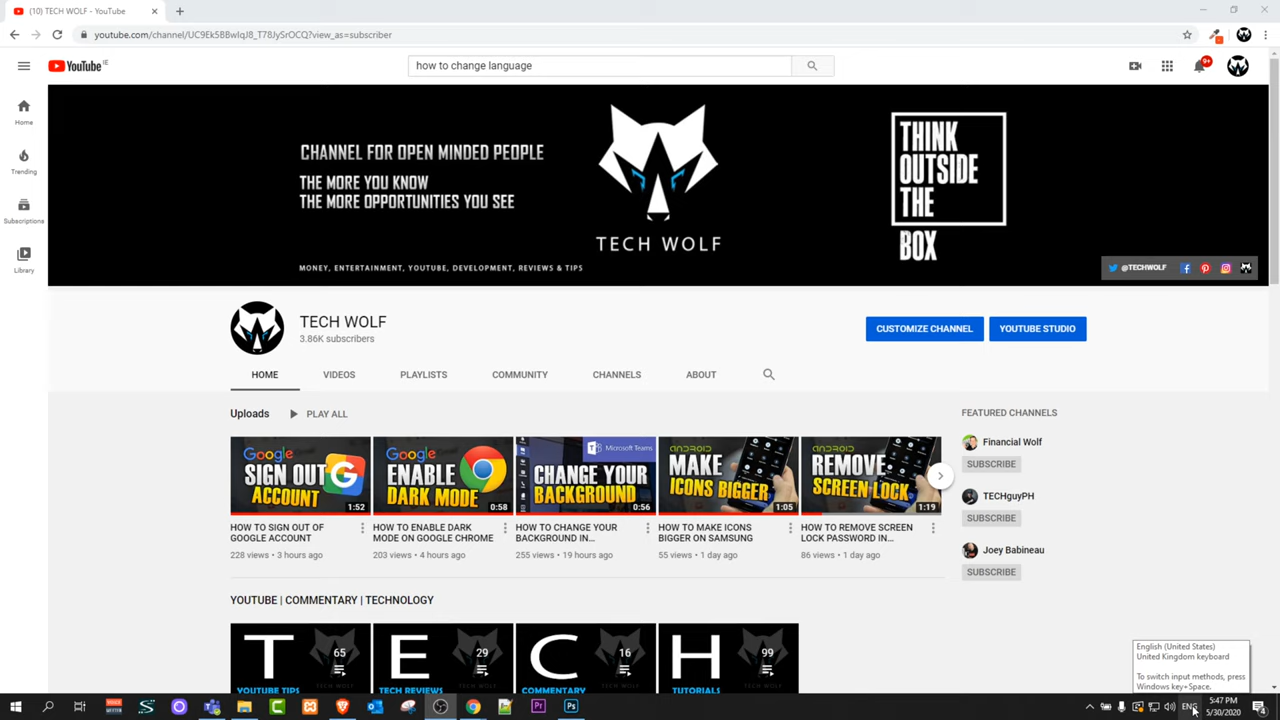 (10) TECH WOLF - YouTube
youtube.com/channel/UC9Ek5BBwIqJ8_T78JySrOCQ?view_as=subscriber
YouTube IE
how to change language
9+
Home
Trending
Subscriptions
Library
CHANNEL FOR OPEN MINDED PEOPLE
THE MORE YOU KNOW
THE MORE OPPORTUNITIES YOU SEE
MONEY, ENTERTAINMENT, YOUTUBE, DEVELOPMENT, REVIEWS & TIPS
TECH WOLF
THINK
OUTSIDE
THE
BOX
@TECHWOLF
TECH WOLF
3.86K subscribers
CUSTOMIZE CHANNEL
YOUTUBE STUDIO
HOME
VIDEOS
PLAYLISTS
COMMUNITY
CHANNELS
ABOUT
Uploads
PLAY ALL
Google
SIGN OUT
ACCOUNT
1:52
HOW TO SIGN OUT OF
GOOGLE ACCOUNT
228 views • 3 hours ago
Google
ENABLE
DARK MODE
0:58
HOW TO ENABLE DARK
MODE ON GOOGLE CHROME
203 views • 4 hours ago
Microsoft Teams
CHANGE YOUR
BACKGROUND
0:56
HOW TO CHANGE YOUR
BACKGROUND IN...
255 views • 19 hours ago
ANDROID
MAKE
ICONS BIGGER
1:05
HOW TO MAKE ICONS
BIGGER ON SAMSUNG
55 views • 1 day ago
ANDROID
REMOVE
SCREEN LOCK
1:19
HOW TO REMOVE SCREEN
LOCK PASSWORD IN...
86 views • 1 day ago
FEATURED CHANNELS
Financial Wolf
SUBSCRIBE
TECHguyPH
SUBSCRIBE
Joey Babineau
SUBSCRIBE
YOUTUBE | COMMENTARY | TECHNOLOGY
T
65
YOUTUBE TIPS
E
29
TECH REVIEWS
C
16
COMMENTARY
H
99
TUTORIALS
English (United States)
United Kingdom keyboard
To switch input methods, press
Windows key+Space.
ENG
5:47 PM
5/30/2020
4